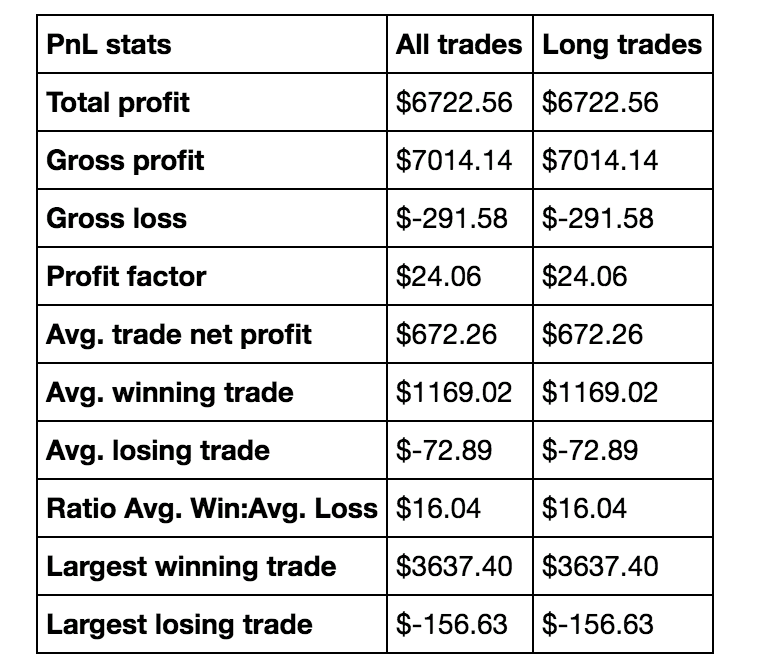 PnL stats All trades Long trades
Total profit $6722.56 $6722.56
Gross profit $7014.14 $7014.14
Gross loss $-291.58 $-291.58
Profit factor $24.06 $24.06
Avg. trade net profit $672.26 $672.26
Avg. winning trade $1169.02 $1169.02
Avg. losing trade $-72.89 $-72.89
Ratio Avg. Win:Avg. Loss $16.04 $16.04
Largest winning trade $3637.40 $3637.40
Largest losing trade $-156.63 $-156.63